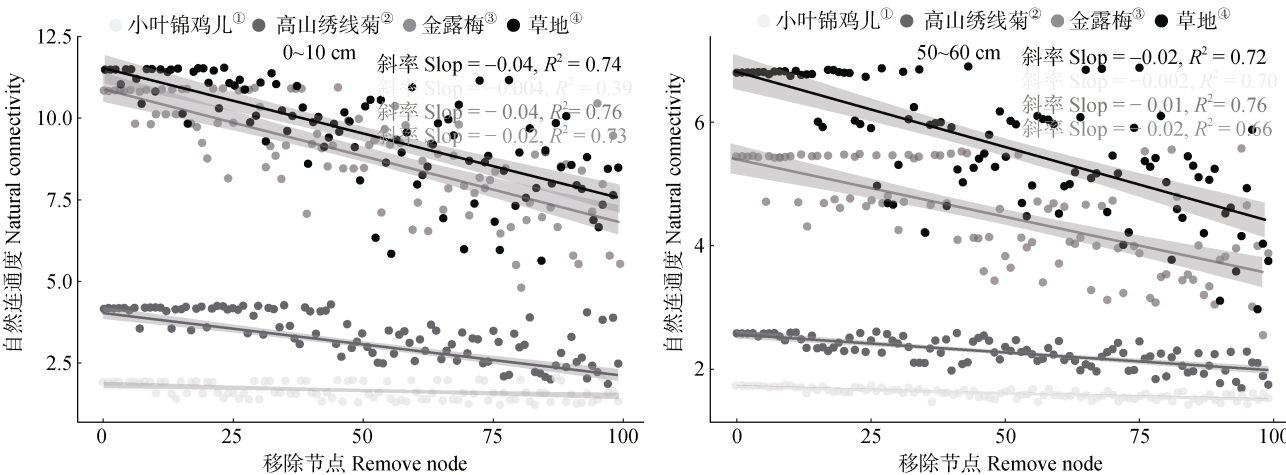 小叶锦鸡儿① 高山绣线菊② 金露梅③ 草地④
0~10 cm
斜率 Slop = –0.04, R² = 0.74
斜率 Slop = –0.004, R² = 0.39
斜率 Slop = – 0.04, R² = 0.76
斜率 Slop = – 0.02, R² = 0.73
自然连通度 Natural connectivity
12.5
10.0
7.5
5.0
2.5
0 25 50 75 100
移除节点 Remove node
小叶锦鸡儿① 高山绣线菊② 金露梅③ 草地④
50~60 cm
斜率 Slop = –0.02, R² = 0.72
斜率 Slop = –0.002, R² = 0.70
斜率 Slop = – 0.01, R² = 0.76
斜率 Slop = – 0.02, R² = 0.66
自然连通度 Natural connectivity
6
4
2
0 25 50 75 100
移除节点 Remove node